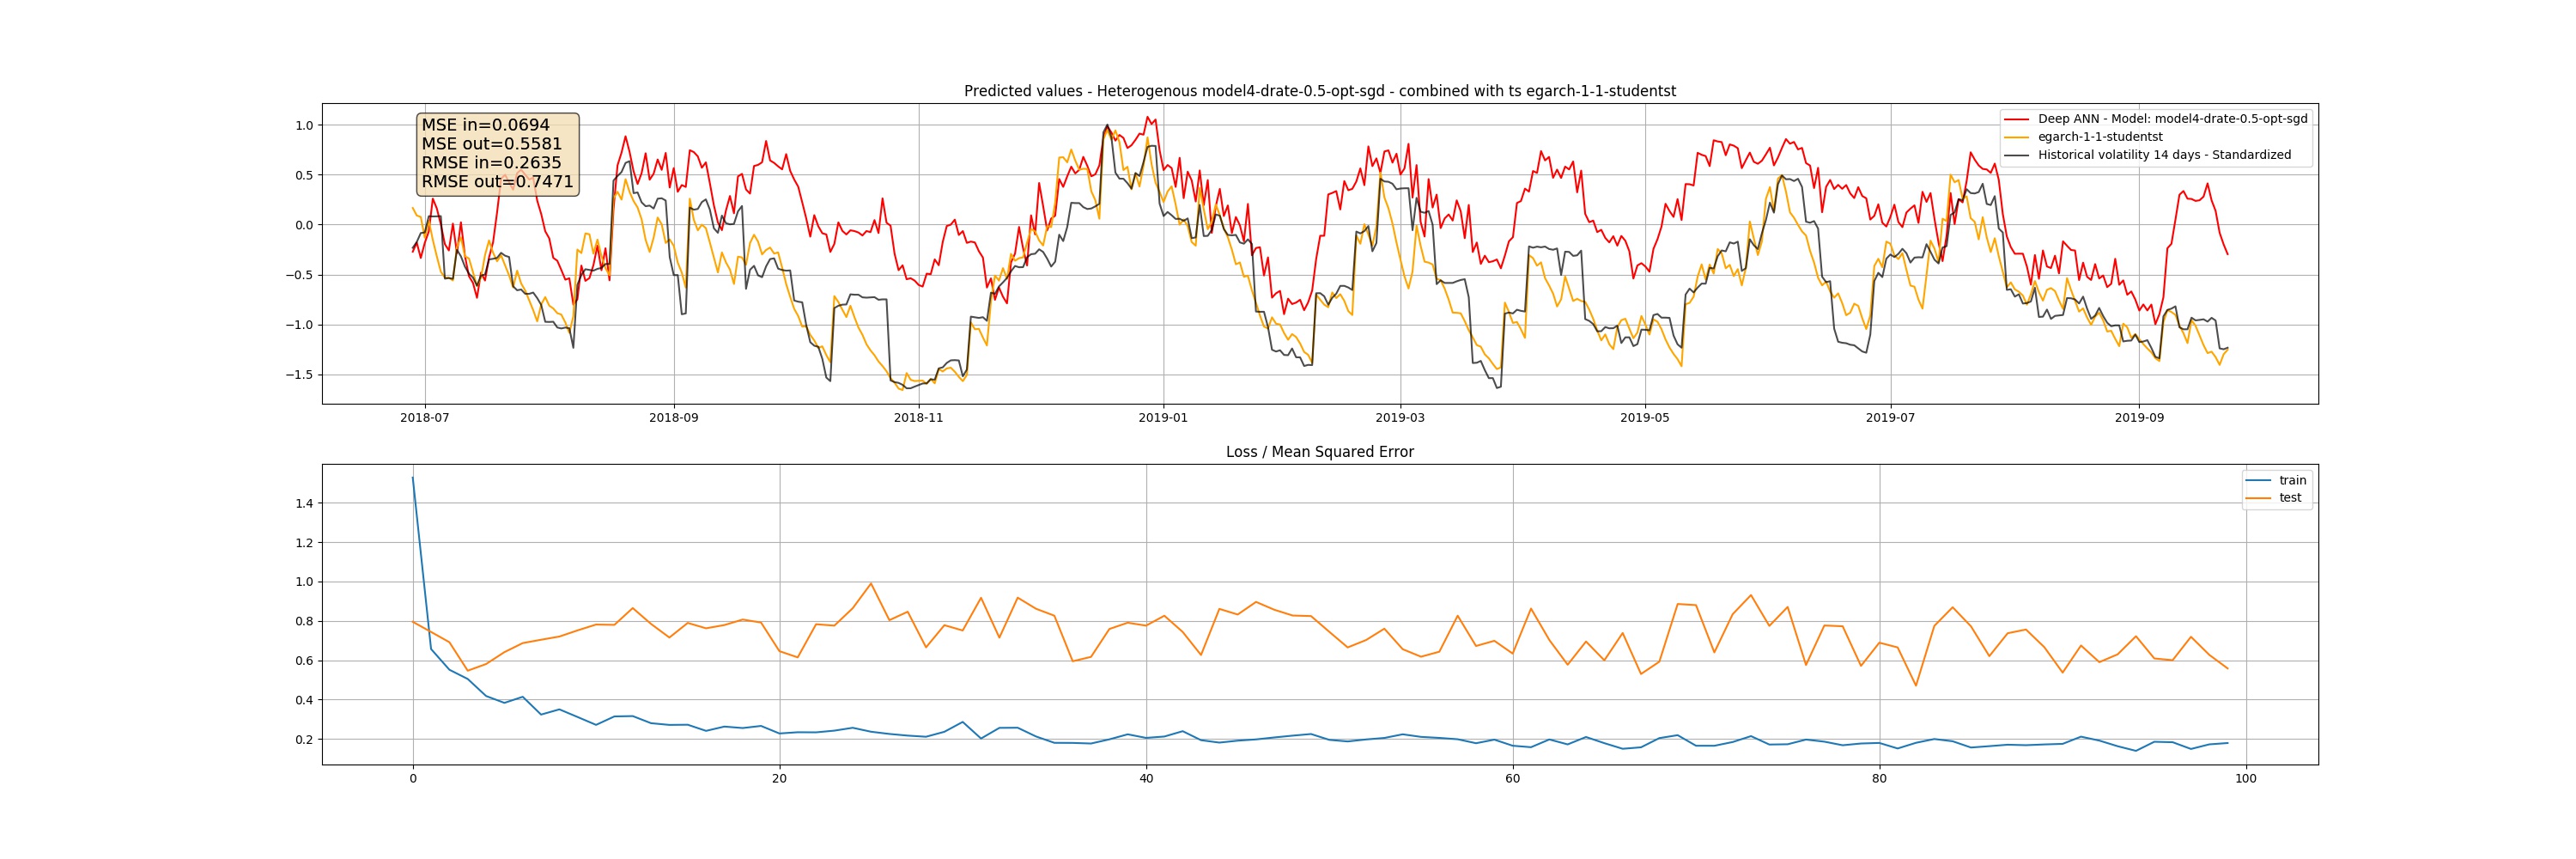 Predicted values - Heterogenous model4-drate-0.5-opt-sgd - combined with ts egarch-1-1-studentst
MSE in=0.0694
MSE out=0.5581
RMSE in=0.2635
RMSE out=0.7471
Deep ANN - Model: model4-drate-0.5-opt-sgd
egarch-1-1-studentst
Historical volatility 14 days - Standardized
1.0
0.5
0.0
−0.5
−1.0
−1.5
2018-07 2018-09 2018-11 2019-01 2019-03 2019-05 2019-07 2019-09
Loss / Mean Squared Error
train
test
1.4
1.2
1.0
0.8
0.6
0.4
0.2
0 20 40 60 80 100